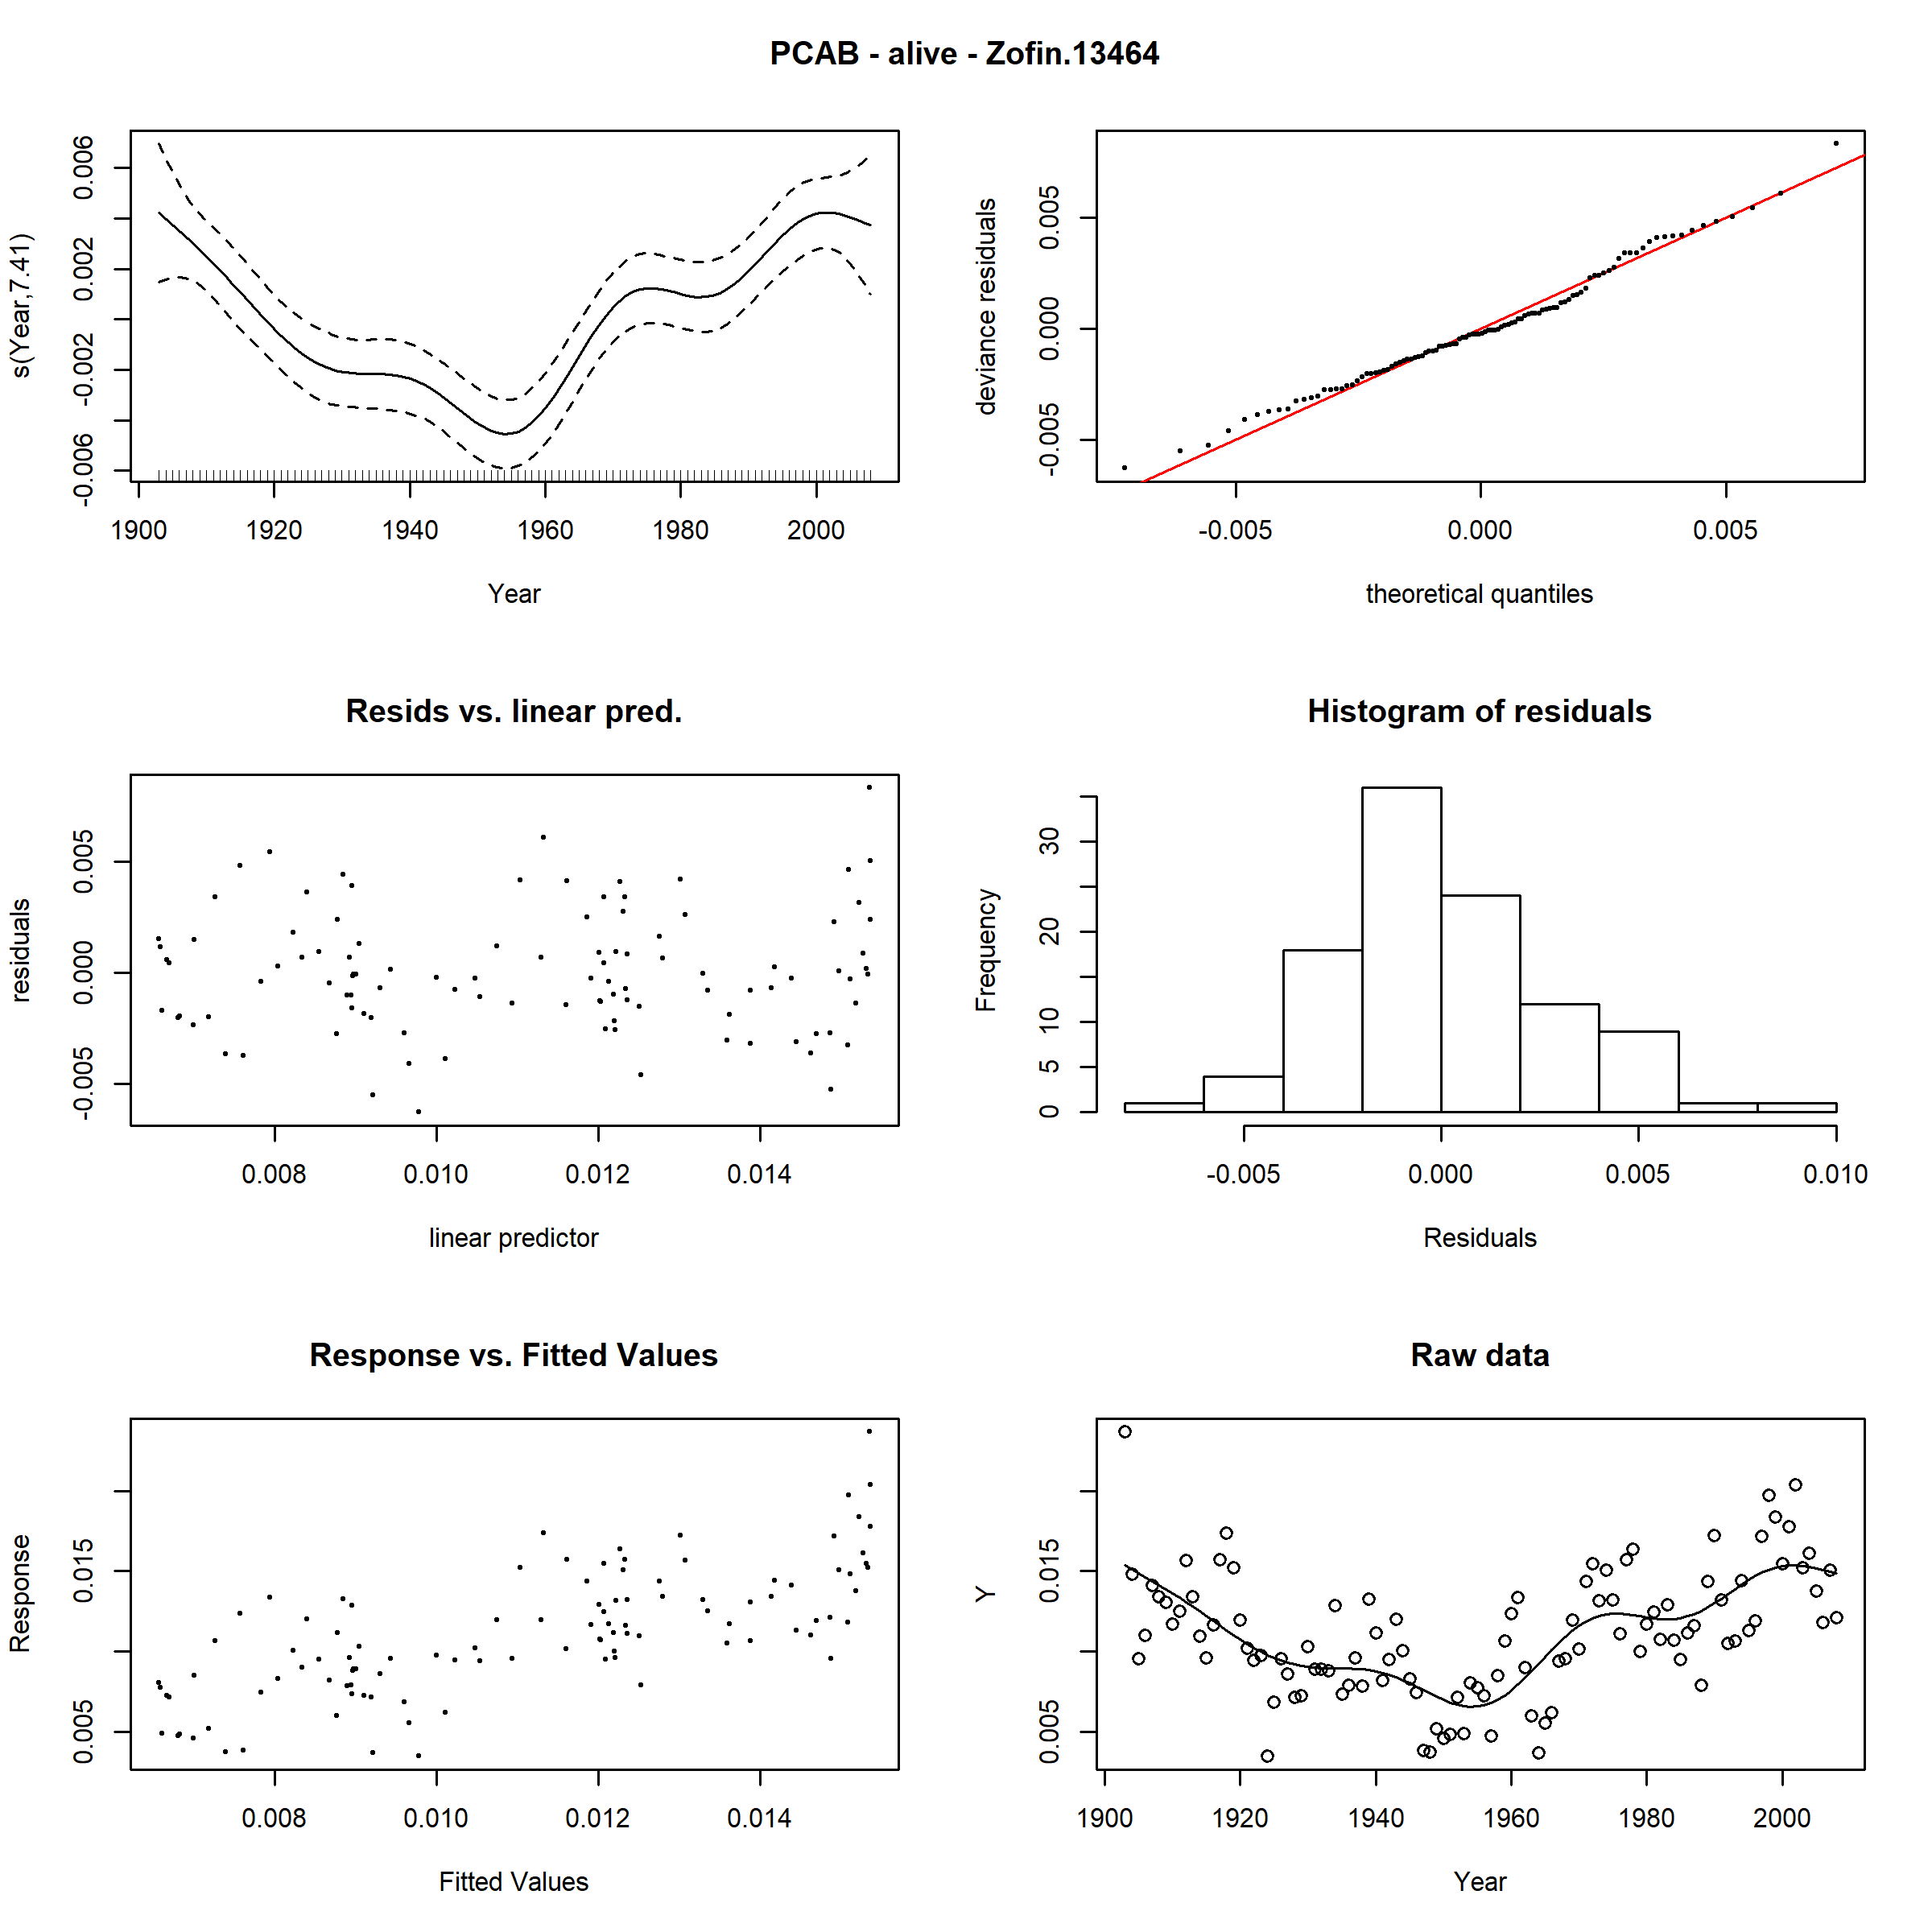 PCAB - alive - Zofin.13464
s(Year,7.41)
-0.006 -0.002 0.002 0.006
1900 1920 1940 1960 1980 2000
Year
deviance residuals
-0.005 0.000 0.005
-0.005 0.000 0.005
theoretical quantiles
Resids vs. linear pred.
residuals
-0.005 0.000 0.005
0.008 0.010 0.012 0.014
linear predictor
Histogram of residuals
Frequency
0 5 10 20 30
-0.005 0.000 0.005 0.010
Residuals
Response vs. Fitted Values
Response
0.005 0.015
0.008 0.010 0.012 0.014
Fitted Values
Raw data
Y
0.005 0.015
1900 1920 1940 1960 1980 2000
Year